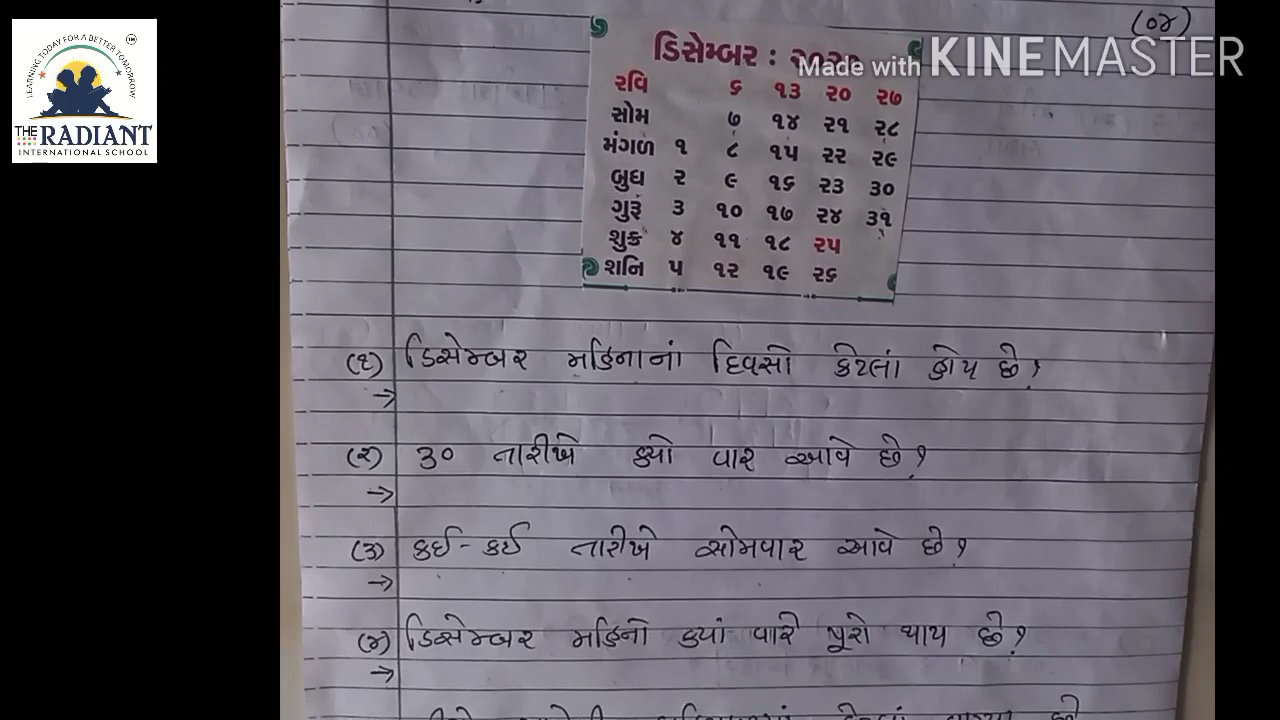 LEARNING TODAY FOR A BETTER TOMORROW
TM
THE RADIANT
INTERNATIONAL SCHOOL
(૦૪)
Made with KINEMASTER
ડિસેમ્બર :
રવિ ૬ ૧૩ ૨૦ ૨૭
સોમ ૭ ૧૪ ૨૧ ૨૮
મંગળ ૧ ૮ ૧૫ ૨૨ ૨૯
બુધ ૨ ૯ ૧૬ ૨૩ ૩૦
ગુરૂ ૩ ૧૦ ૧૭ ૨૪ ૩૧
શુક્ર ૪ ૧૧ ૧૮ ૨૫
શનિ ૫ ૧૨ ૧૯ ૨૬
(૧) ડિસેમ્બર મહિનાનાં દિવસો કેટલાં હોય છે?
→
(૨) ૩૦ તારીખે ક્યો વાર આવે છે?
→
(૩) કઈ-કઈ તારીખે સોમવાર આવે છે?
→
(૪) ડિસેમ્બર મહિનો ક્યાં વારે પૂરો થાય છે?
→